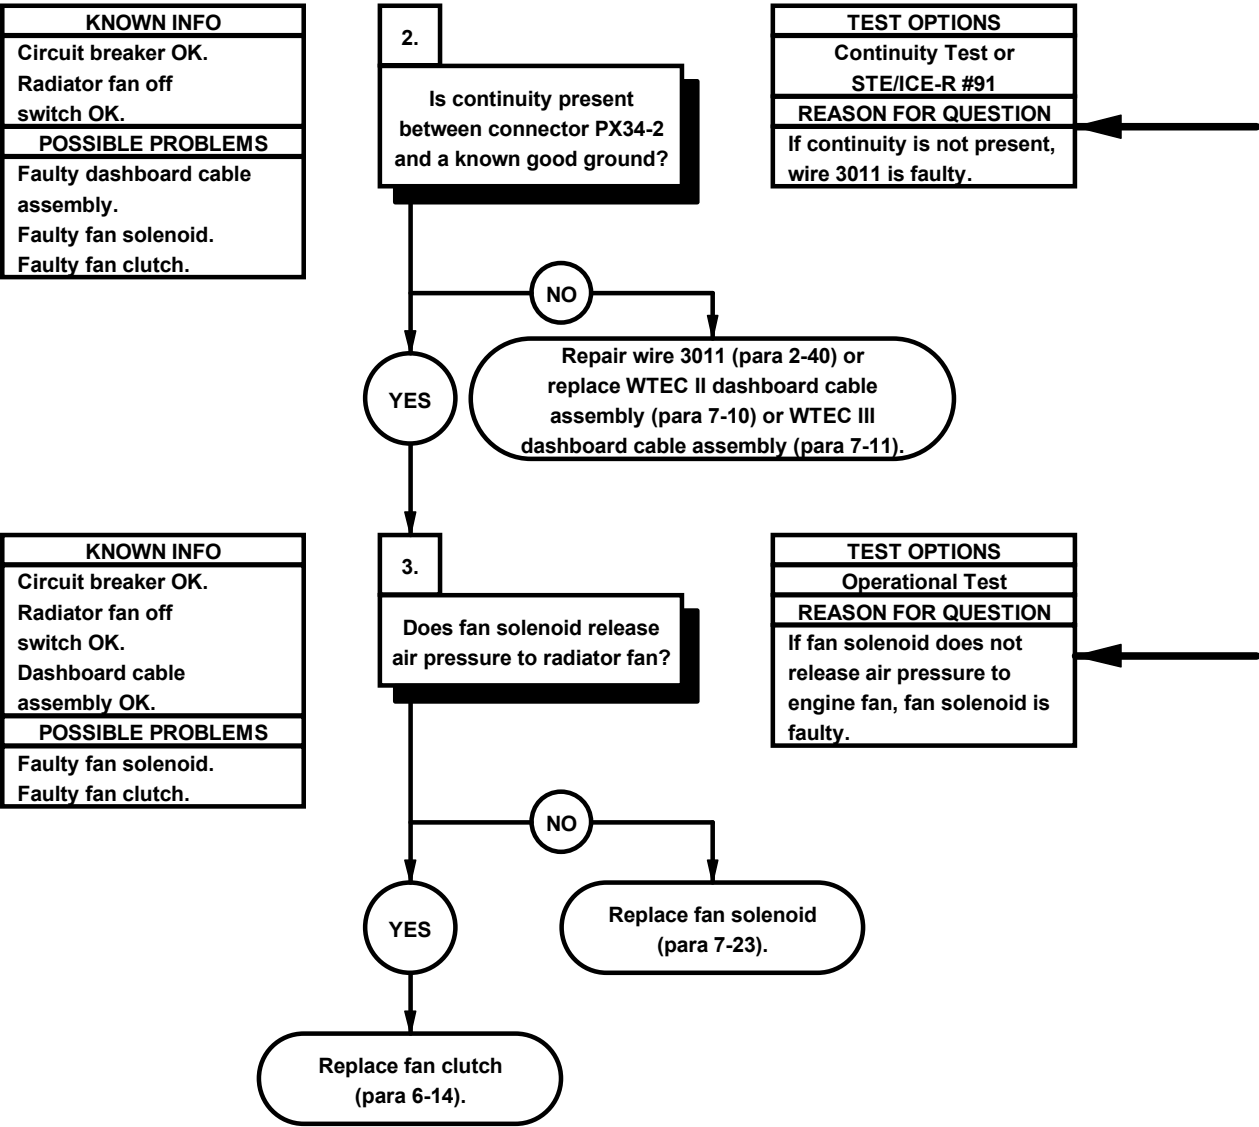 KNOWN INFO
Circuit breaker OK.
Radiator fan off
switch OK.
POSSIBLE PROBLEMS
Faulty dashboard cable
assembly.
Faulty fan solenoid.
Faulty fan clutch.
2.
Is continuity present
between connector PX34-2
and a known good ground?
TEST OPTIONS
Continuity Test or
STE/ICE-R #91
REASON FOR QUESTION
If continuity is not present,
wire 3011 is faulty.
NO
YES
Repair wire 3011 (para 2-40) or
replace WTEC II dashboard cable
assembly (para 7-10) or WTEC III
dashboard cable assembly (para 7-11).
KNOWN INFO
Circuit breaker OK.
Radiator fan off
switch OK.
Dashboard cable
assembly OK.
POSSIBLE PROBLEMS
Faulty fan solenoid.
Faulty fan clutch.
3.
Does fan solenoid release
air pressure to radiator fan?
TEST OPTIONS
Operational Test
REASON FOR QUESTION
If fan solenoid does not
release air pressure to
engine fan, fan solenoid is
faulty.
NO
YES
Replace fan solenoid
(para 7-23).
Replace fan clutch
(para 6-14).